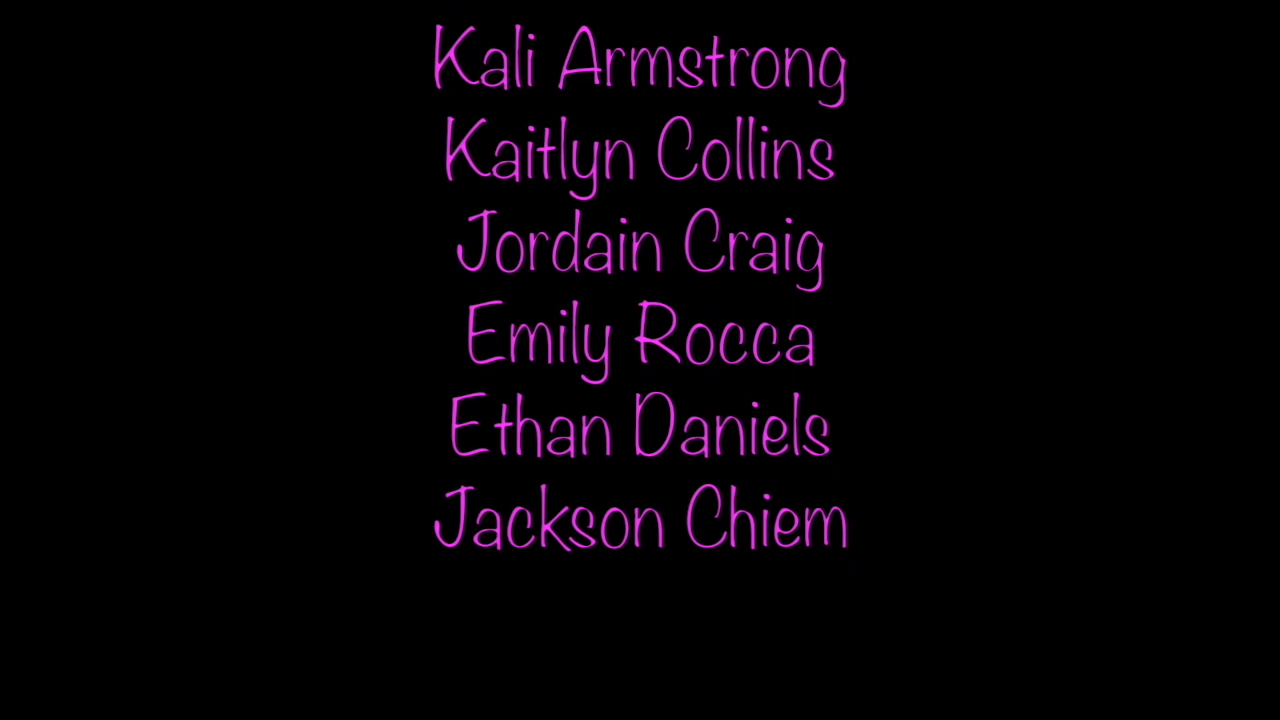 Kali Armstrong
Kaitlyn Collins
Jordain Craig
Emily Rocca
Ethan Daniels
Jackson Chiem